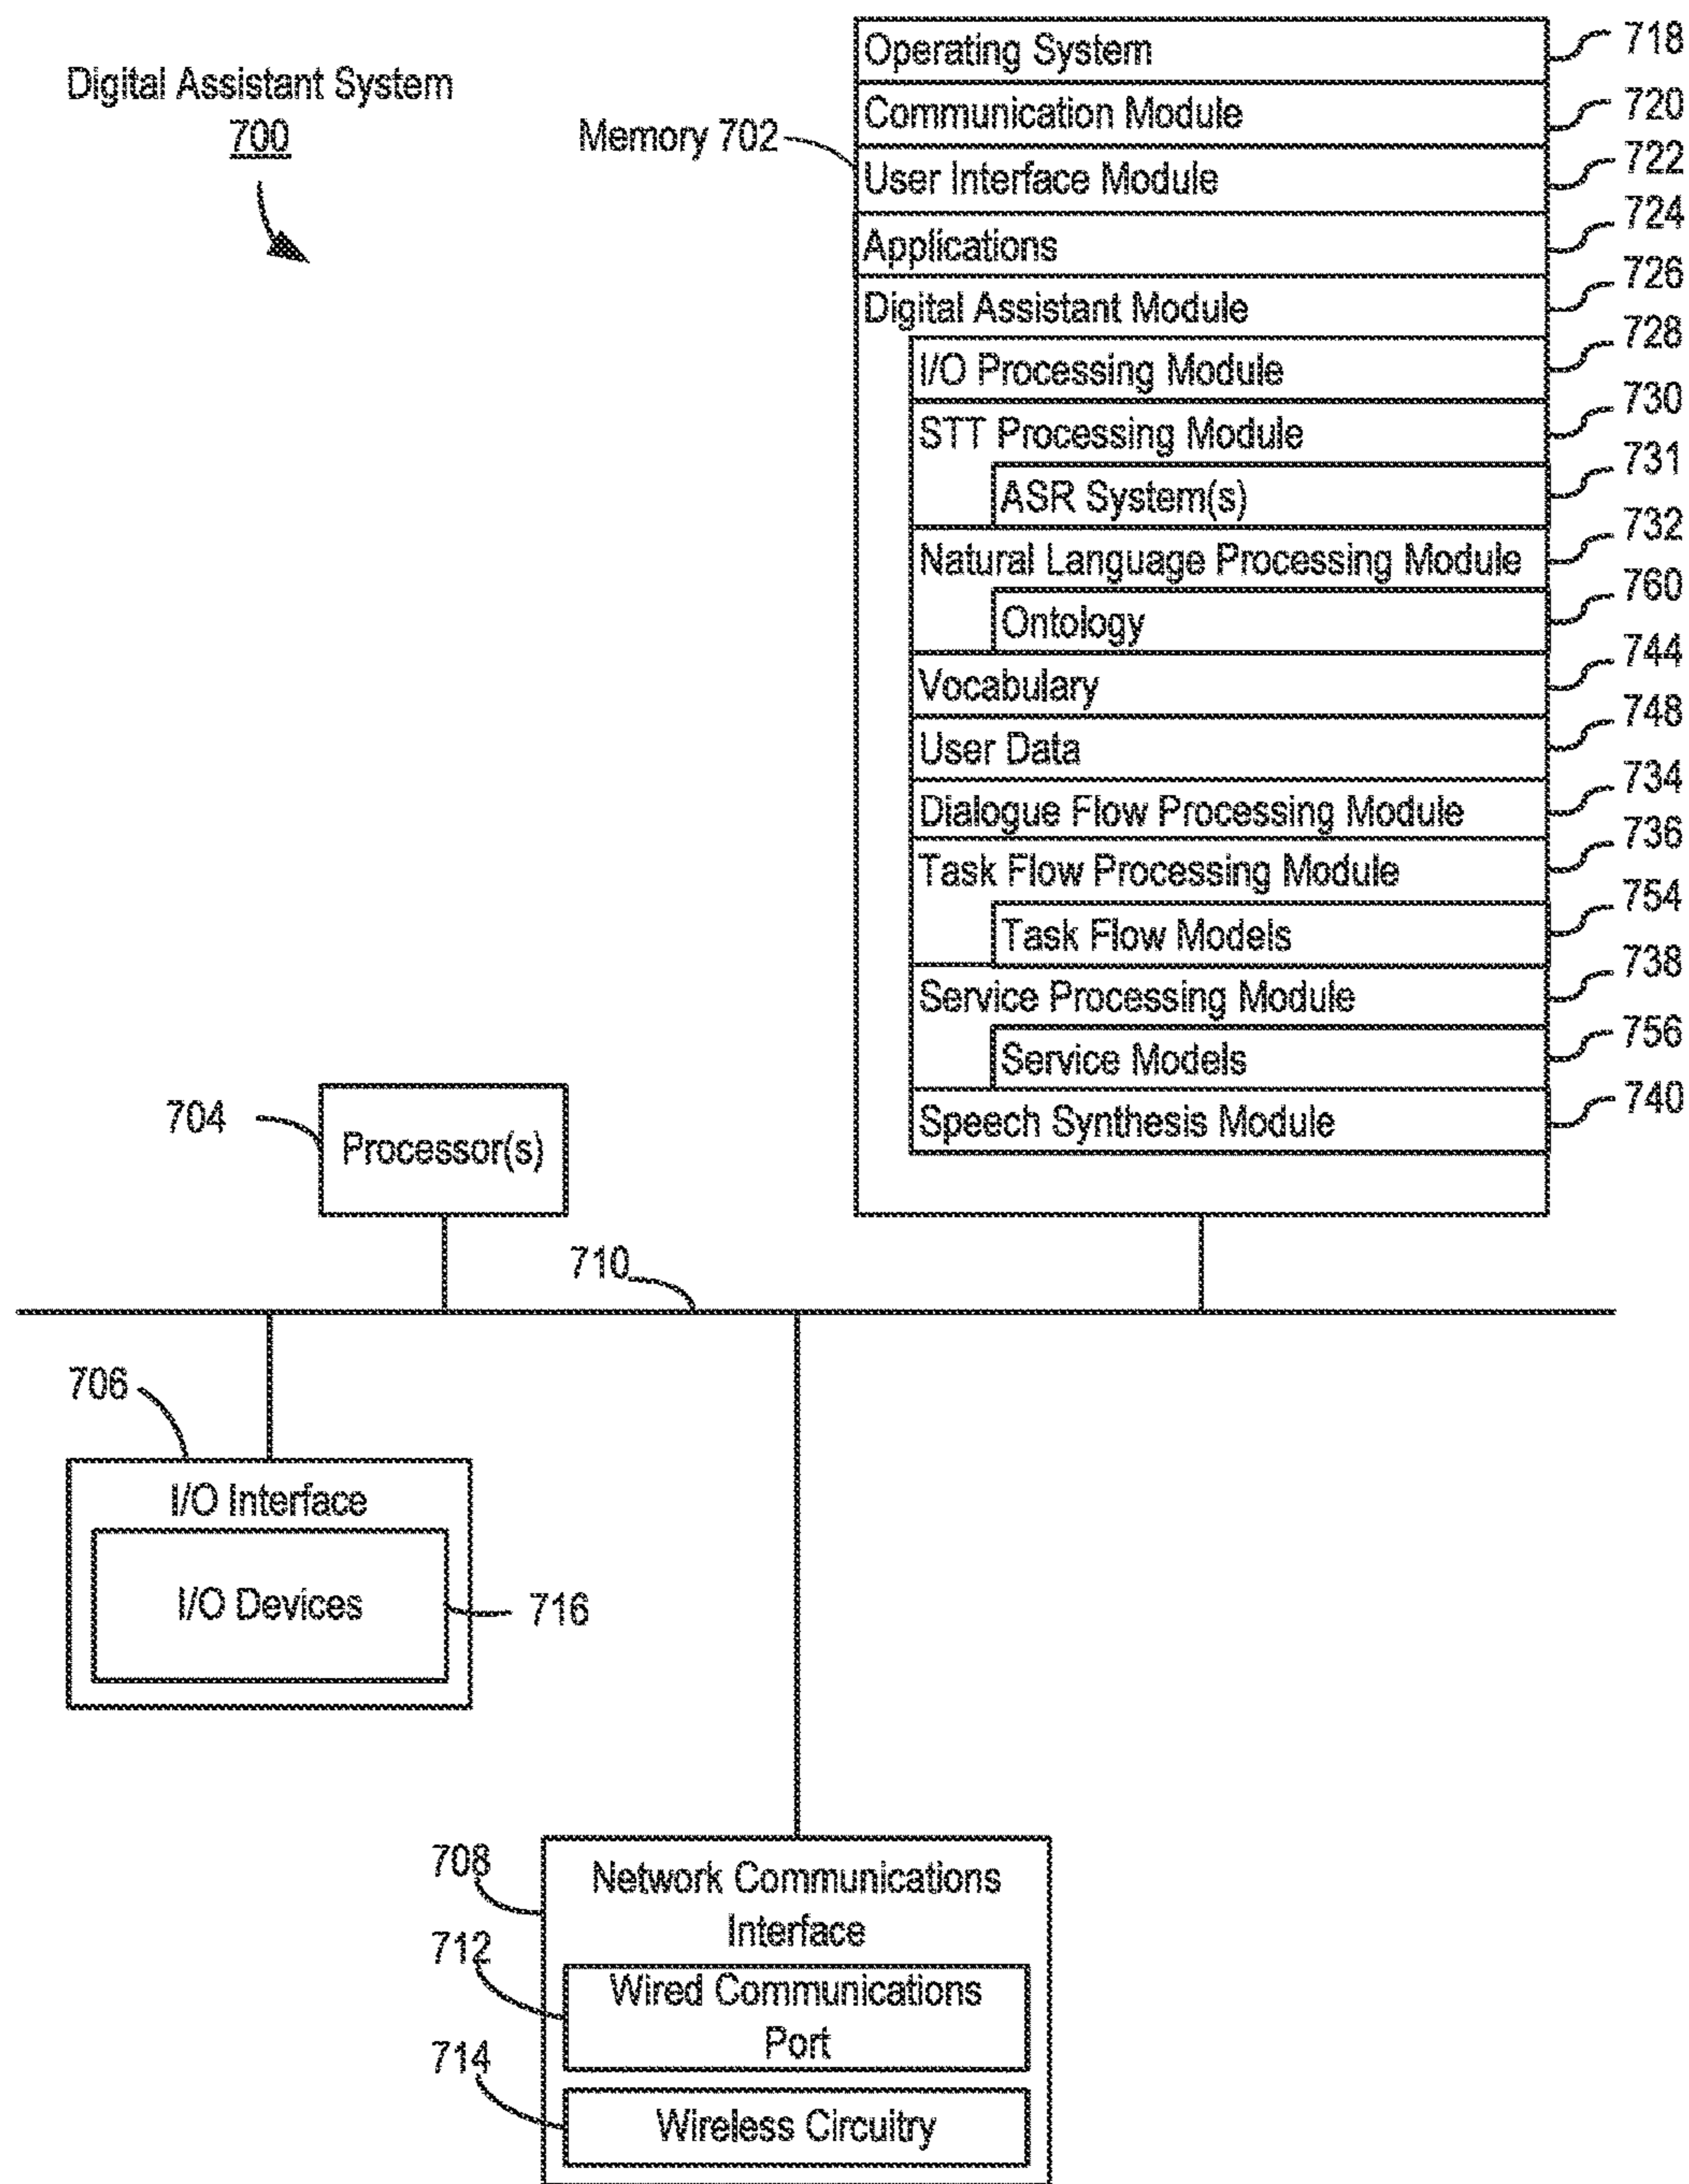 Digital Assistant System
700
Memory 702
Operating System 718
Communication Module 720
User Interface Module 722
Applications 724
Digital Assistant Module 726
I/O Processing Module 728
STT Processing Module 730
ASR System(s) 731
Natural Language Processing Module 732
Ontology 760
Vocabulary 744
User Data 748
Dialogue Flow Processing Module 734
Task Flow Processing Module 736
Task Flow Models 754
Service Processing Module 738
Service Models 756
Speech Synthesis Module 740
704
Processor(s)
710
706
I/O Interface
I/O Devices
716
708
Network Communications
Interface
712
Wired Communications
Port
714
Wireless Circuitry